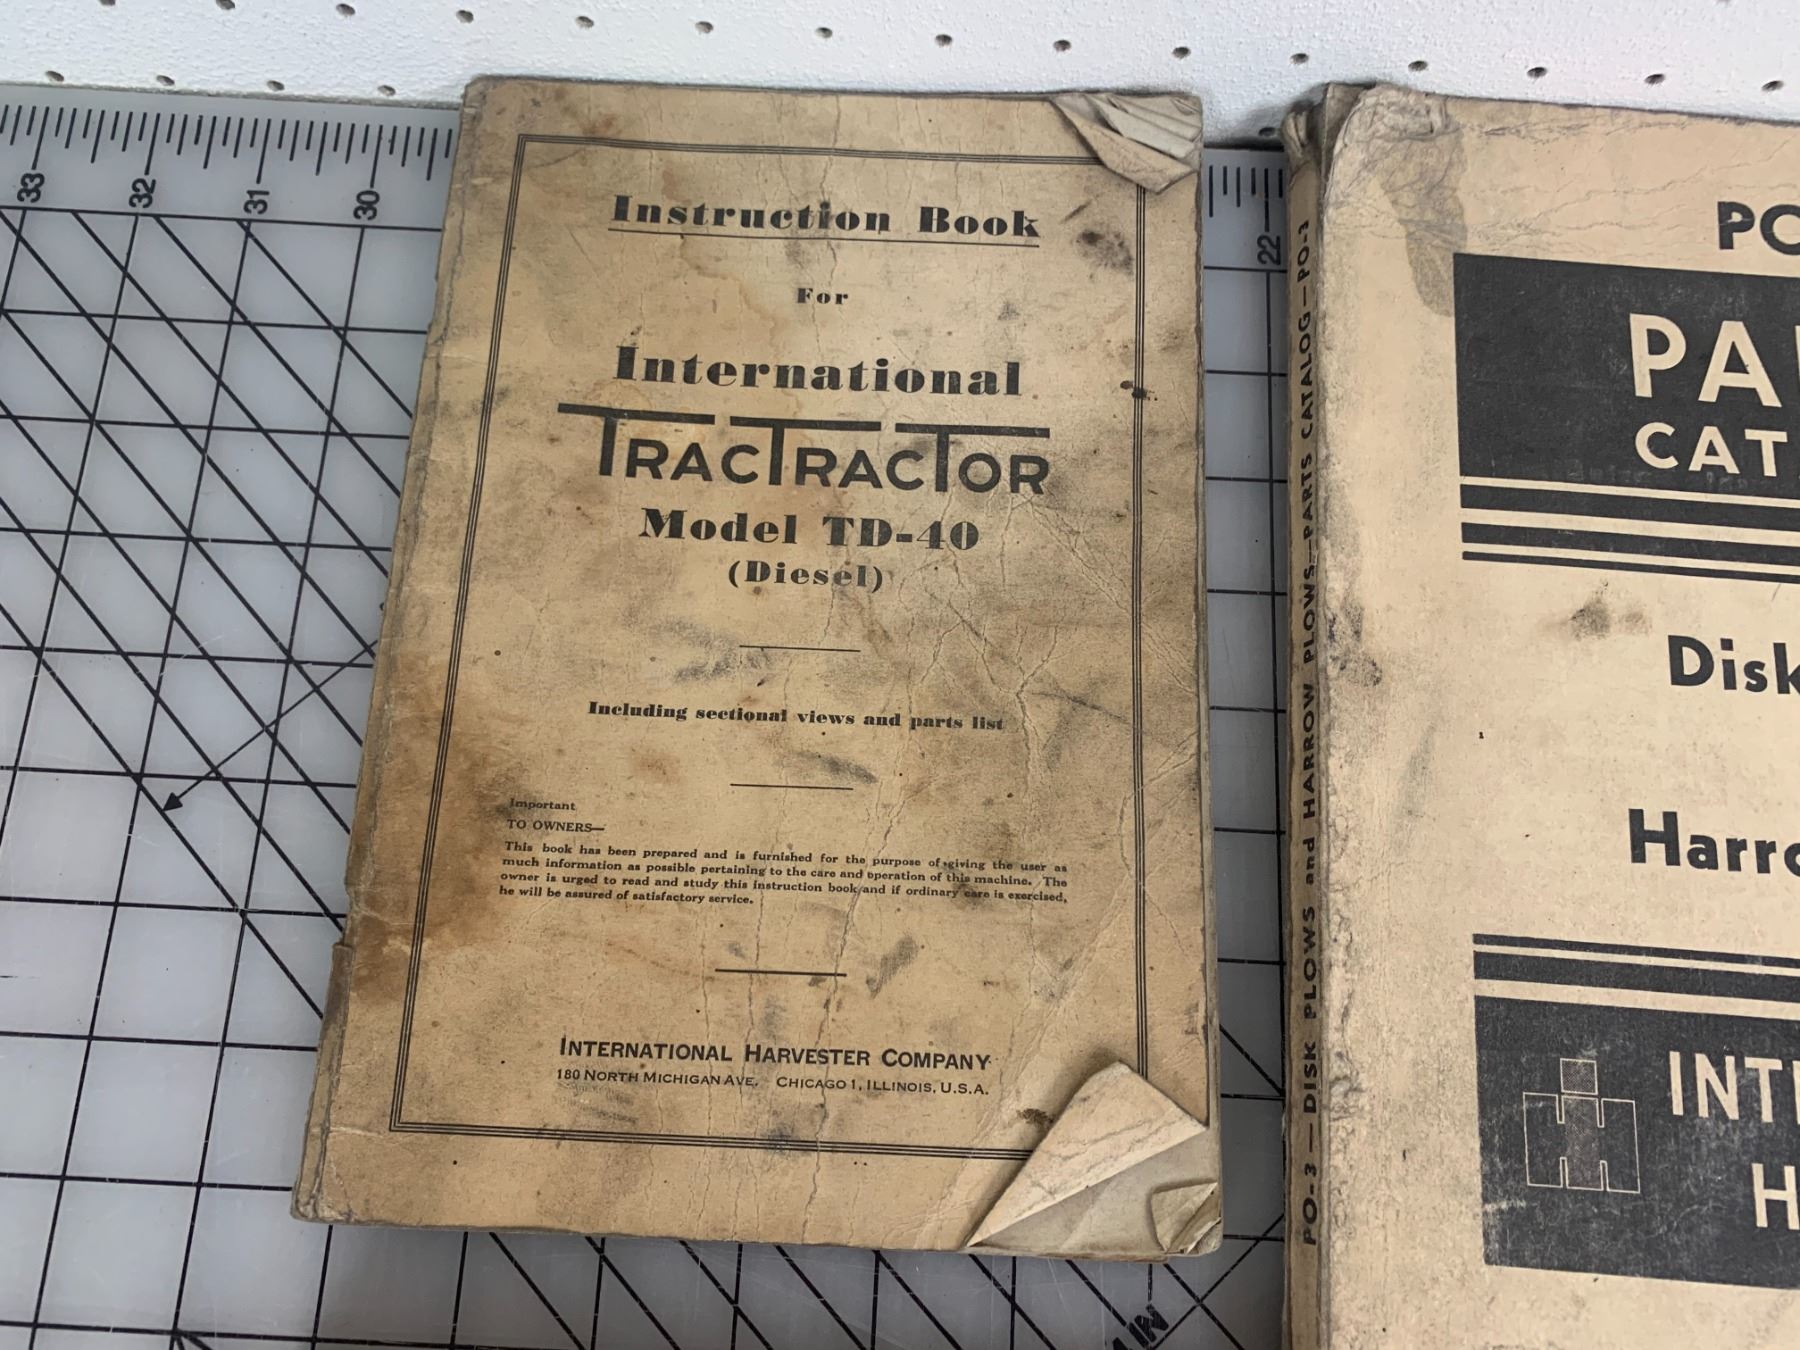 33 32 31 30
Instruction Book
For
International
TRACTRACTOR
Model TD-40
(Diesel)
Including sectional views and parts list
Important
TO OWNERS—
This book has been prepared and is furnished for the purpose of giving the user as
much information as possible pertaining to the care and operation of this machine. The
owner is urged to read and study this instruction book and if ordinary care is exercised,
he will be assured of satisfactory service.
INTERNATIONAL HARVESTER COMPANY
180 NORTH MICHIGAN AVE. CHICAGO 1, ILLINOIS, U.S.A.
22
PO-3—DISK PLOWS and HARROW PLOWS—PARTS CATALOG—PO-3
PO
PA
CAT
Disk
Harro
IH
INT
H